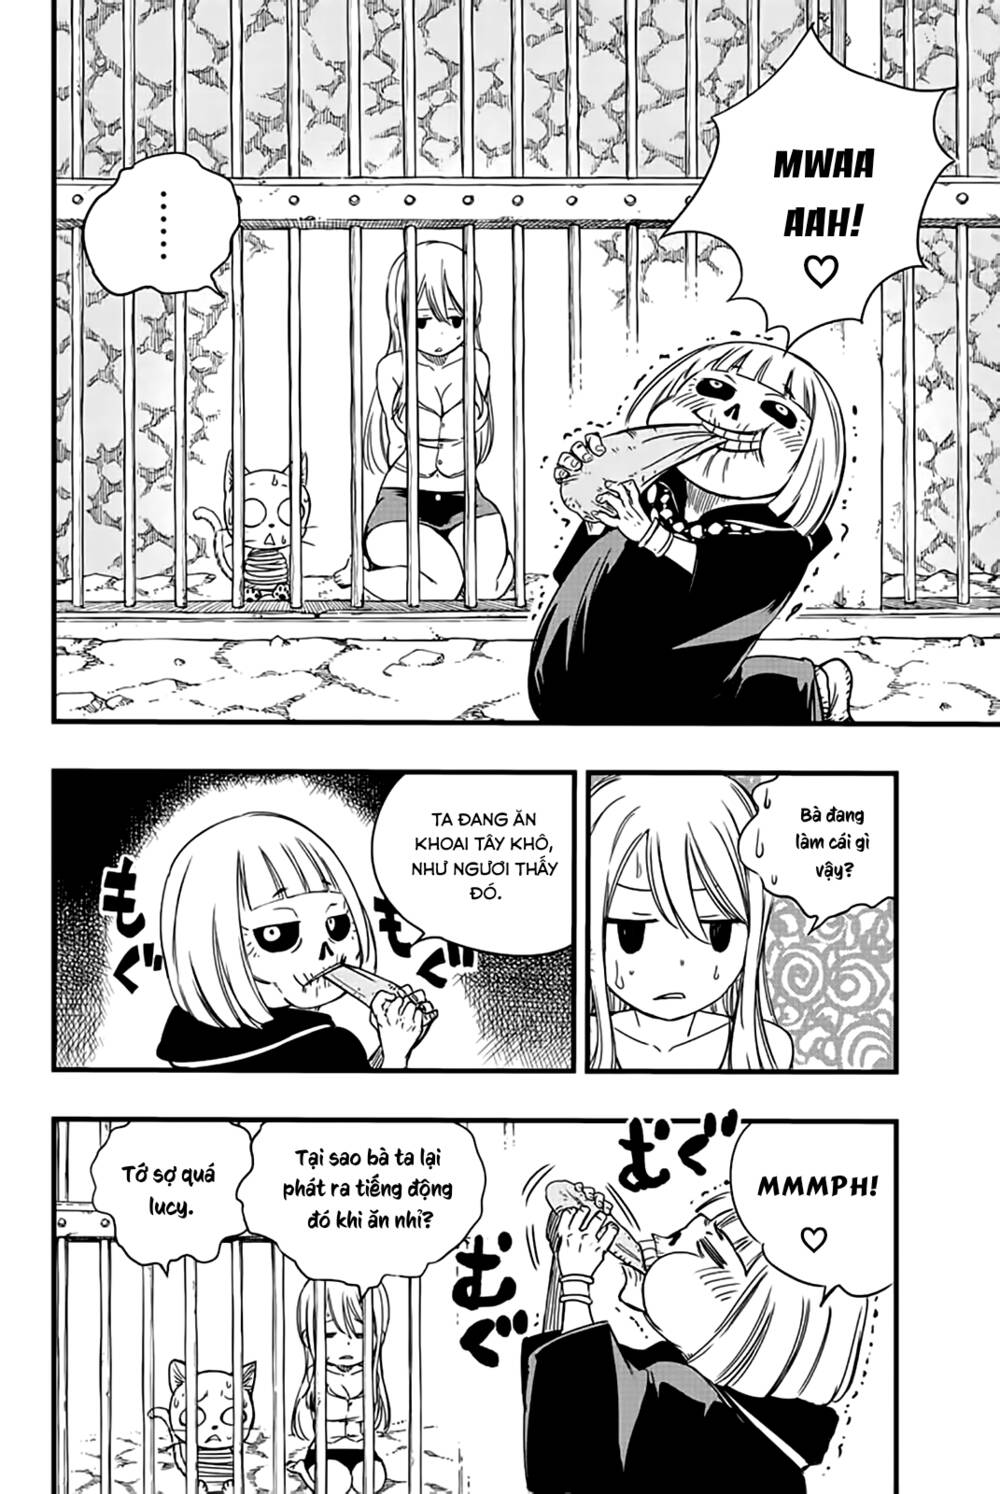 MWAA
AAH!
♡
......
Bà đang
làm cái gì
vậy?
TA ĐANG ĂN
KHOAI TÂY KHÔ,
NHƯ NGƯƠI THẤY
ĐÓ.
もぐ
もぐ
MMMPH!
♡
むぐ
むぐ
Tại sao bà ta lại
phát ra tiếng động
đó khi ăn nhỉ?
Tớ sợ quá
lucy.